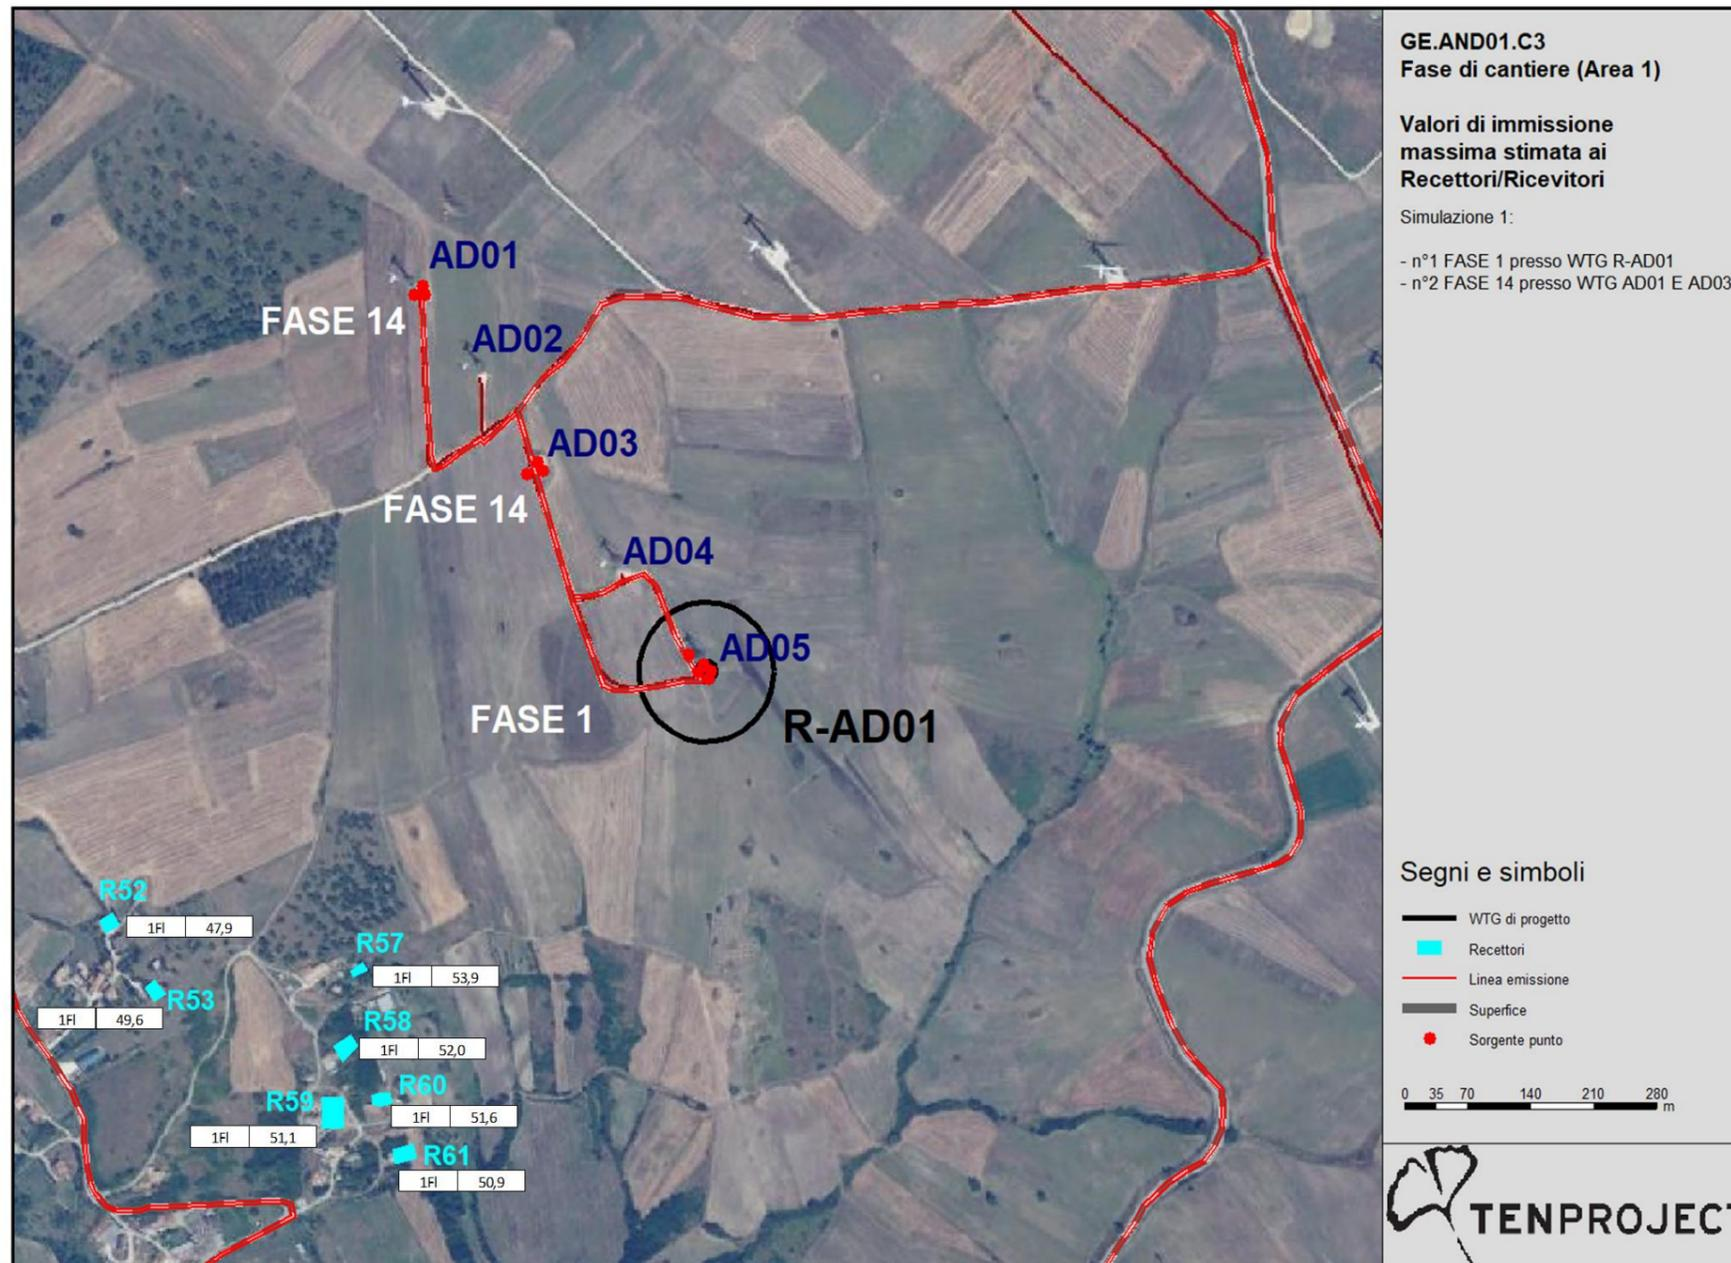 GE.AND01.C3
Fase di cantiere (Area 1)
Valori di immissione
massima stimata ai
Recettori/Ricevitori
Simulazione 1:
- n°1 FASE 1 presso WTG R-AD01
- n°2 FASE 14 presso WTG AD01 E AD03
AD01
FASE 14
AD02
AD03
FASE 14
AD04
AD05
FASE 1
R-AD01
R52
1Fl 47,9
R53
1Fl 49,6
R57
1Fl 53,9
R58
1Fl 52,0
R59
1Fl 51,1
R60
1Fl 51,6
R61
1Fl 50,9
Segni e simboli
WTG di progetto
Recettori
Linea emissione
Superfice
Sorgente punto
0 35 70 140 210 280
m
TENPROJECT